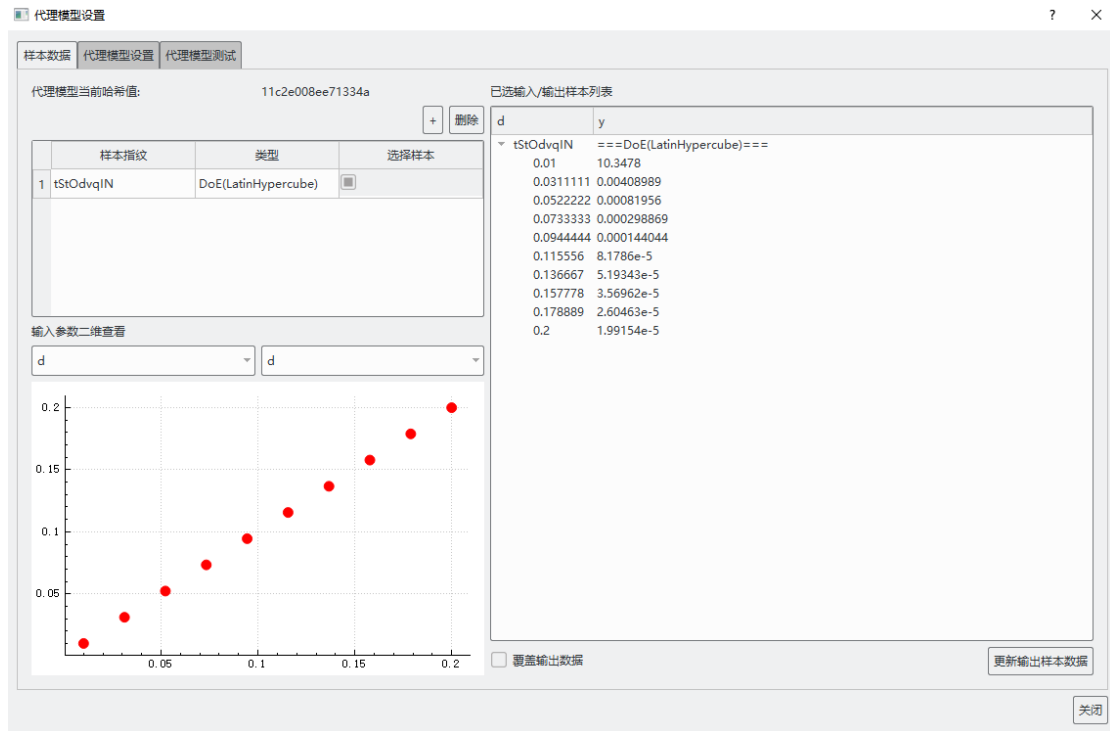 代理模型设置
?
样本数据 代理模型设置 代理模型测试
代理模型当前哈希值: 11c2e008ee71334a
+ 删除
样本指纹 类型 选择样本
1 tStOdvqIN DoE(LatinHypercube)
输入参数二维查看
d d
0.2
0.15
0.1
0.05
0.05 0.1 0.15 0.2
已选输入/输出样本列表
d y
tStOdvqIN ===DoE(LatinHypercube)===
0.01 10.3478
0.0311111 0.00408989
0.0522222 0.00081956
0.0733333 0.000298869
0.0944444 0.000144044
0.115556 8.1786e-5
0.136667 5.19343e-5
0.157778 3.56962e-5
0.178889 2.60463e-5
0.2 1.99154e-5
覆盖输出数据 更新输出样本数据
关闭